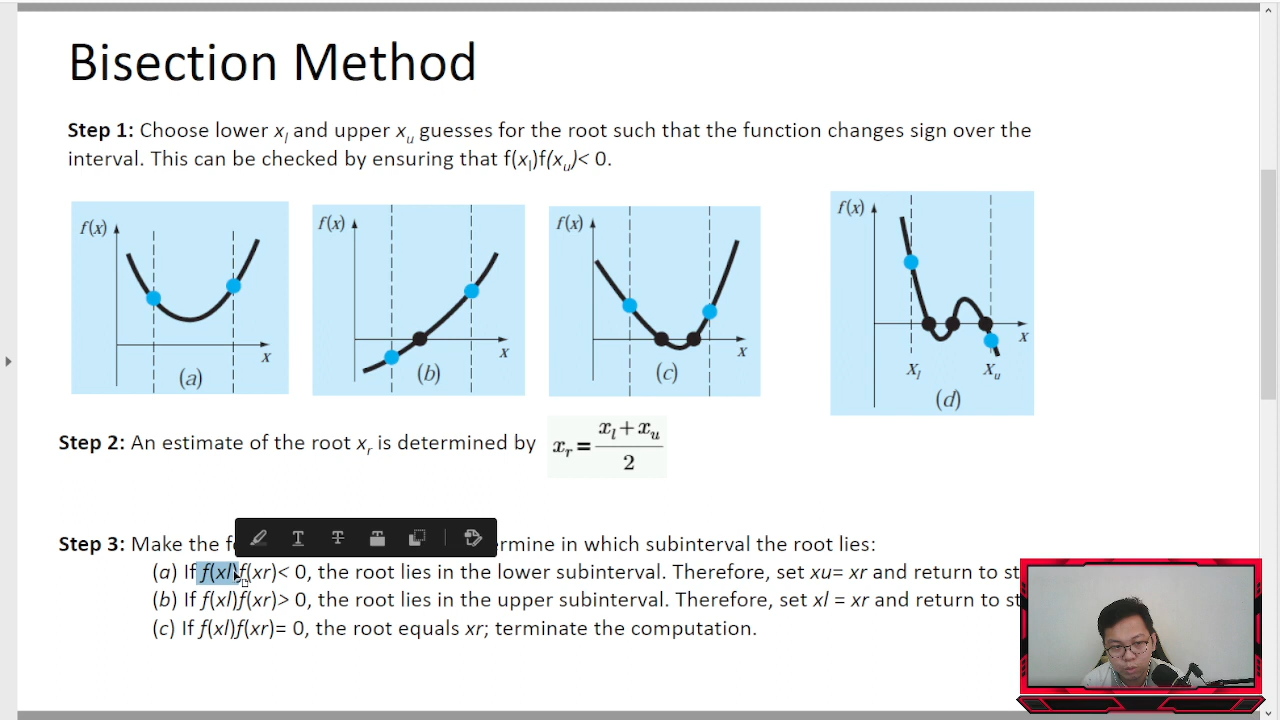 Bisection Method
Step 1: Choose lower xl and upper xu guesses for the root such that the function changes sign over the
interval. This can be checked by ensuring that f(xl)f(xu)< 0.
f(x)
x
(a)
f(x)
x
(b)
f(x)
x
(c)
f(x)
x
Xl
Xu
(d)
Step 2: An estimate of the root xr is determined by
xr = (xl + xu) / 2
Step 3: Make the
rmine in which subinterval the root lies:
(a) If f(xl)f(xr)< 0, the root lies in the lower subinterval. Therefore, set xu= xr and return to
(b) If f(xl)f(xr)> 0, the root lies in the upper subinterval. Therefore, set xl = xr and return to
(c) If f(xl)f(xr)= 0, the root equals xr; terminate the computation.